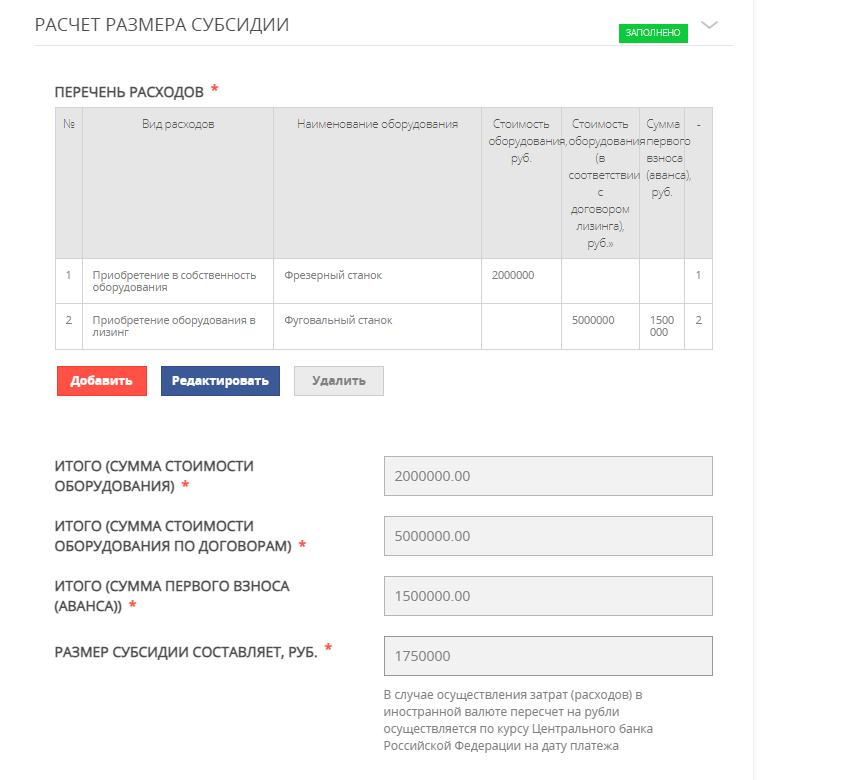 РАСЧЕТ РАЗМЕРА СУБСИДИИ
ЗАПОЛНЕНО
ПЕРЕЧЕНЬ РАСХОДОВ *
№ Вид расходов Наименование оборудования Стоимость оборудования, руб. Стоимость оборудования (в соответствии с договором лизинга), руб.» Сумма первого взноса (аванса), руб. -
1 Приобретение в собственность оборудования Фрезерный станок 2000000 1
2 Приобретение оборудования в лизинг Фуговальный станок 5000000 1500 000 2
Добавить Редактировать Удалить
ИТОГО (СУММА СТОИМОСТИ
ОБОРУДОВАНИЯ) *
2000000.00
ИТОГО (СУММА СТОИМОСТИ
ОБОРУДОВАНИЯ ПО ДОГОВОРАМ) *
5000000.00
ИТОГО (СУММА ПЕРВОГО ВЗНОСА
(АВАНСА)) *
1500000.00
РАЗМЕР СУБСИДИИ СОСТАВЛЯЕТ, РУБ. *
1750000
В случае осуществления затрат (расходов) в
иностранной валюте пересчет на рубли
осуществляется по курсу Центрального банка
Российской Федерации на дату платежа